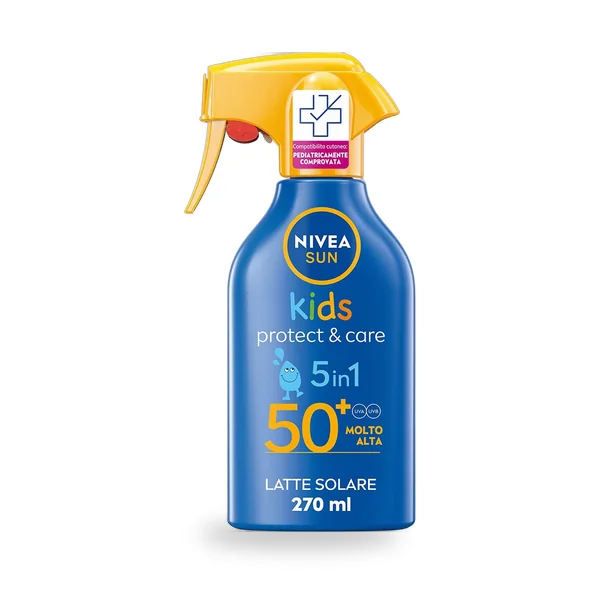 Compatibilità cutanea:
PEDIATRICAMENTE
COMPROVATA
NIVEA
SUN
kids
protect & care
5in1
50+
UVA UVB
MOLTO
ALTA
LATTE SOLARE
270 ml